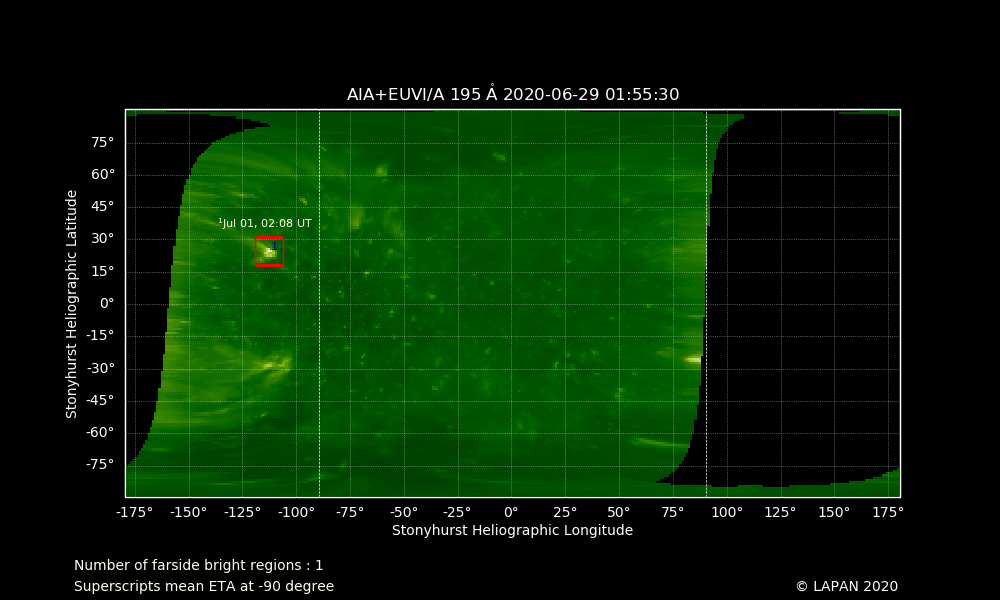 AIA+EUVI/A 195 Å 2020-06-29 01:55:30
75°
60°
45°
30°
15°
0°
-15°
-30°
-45°
-60°
-75°
Stonyhurst Heliographic Latitude
¹Jul 01, 02:08 UT
1
-175° -150° -125° -100° -75° -50° -25° 0° 25° 50° 75° 100° 125° 150° 175°
Stonyhurst Heliographic Longitude
Number of farside bright regions : 1
Superscripts mean ETA at -90 degree
© LAPAN 2020